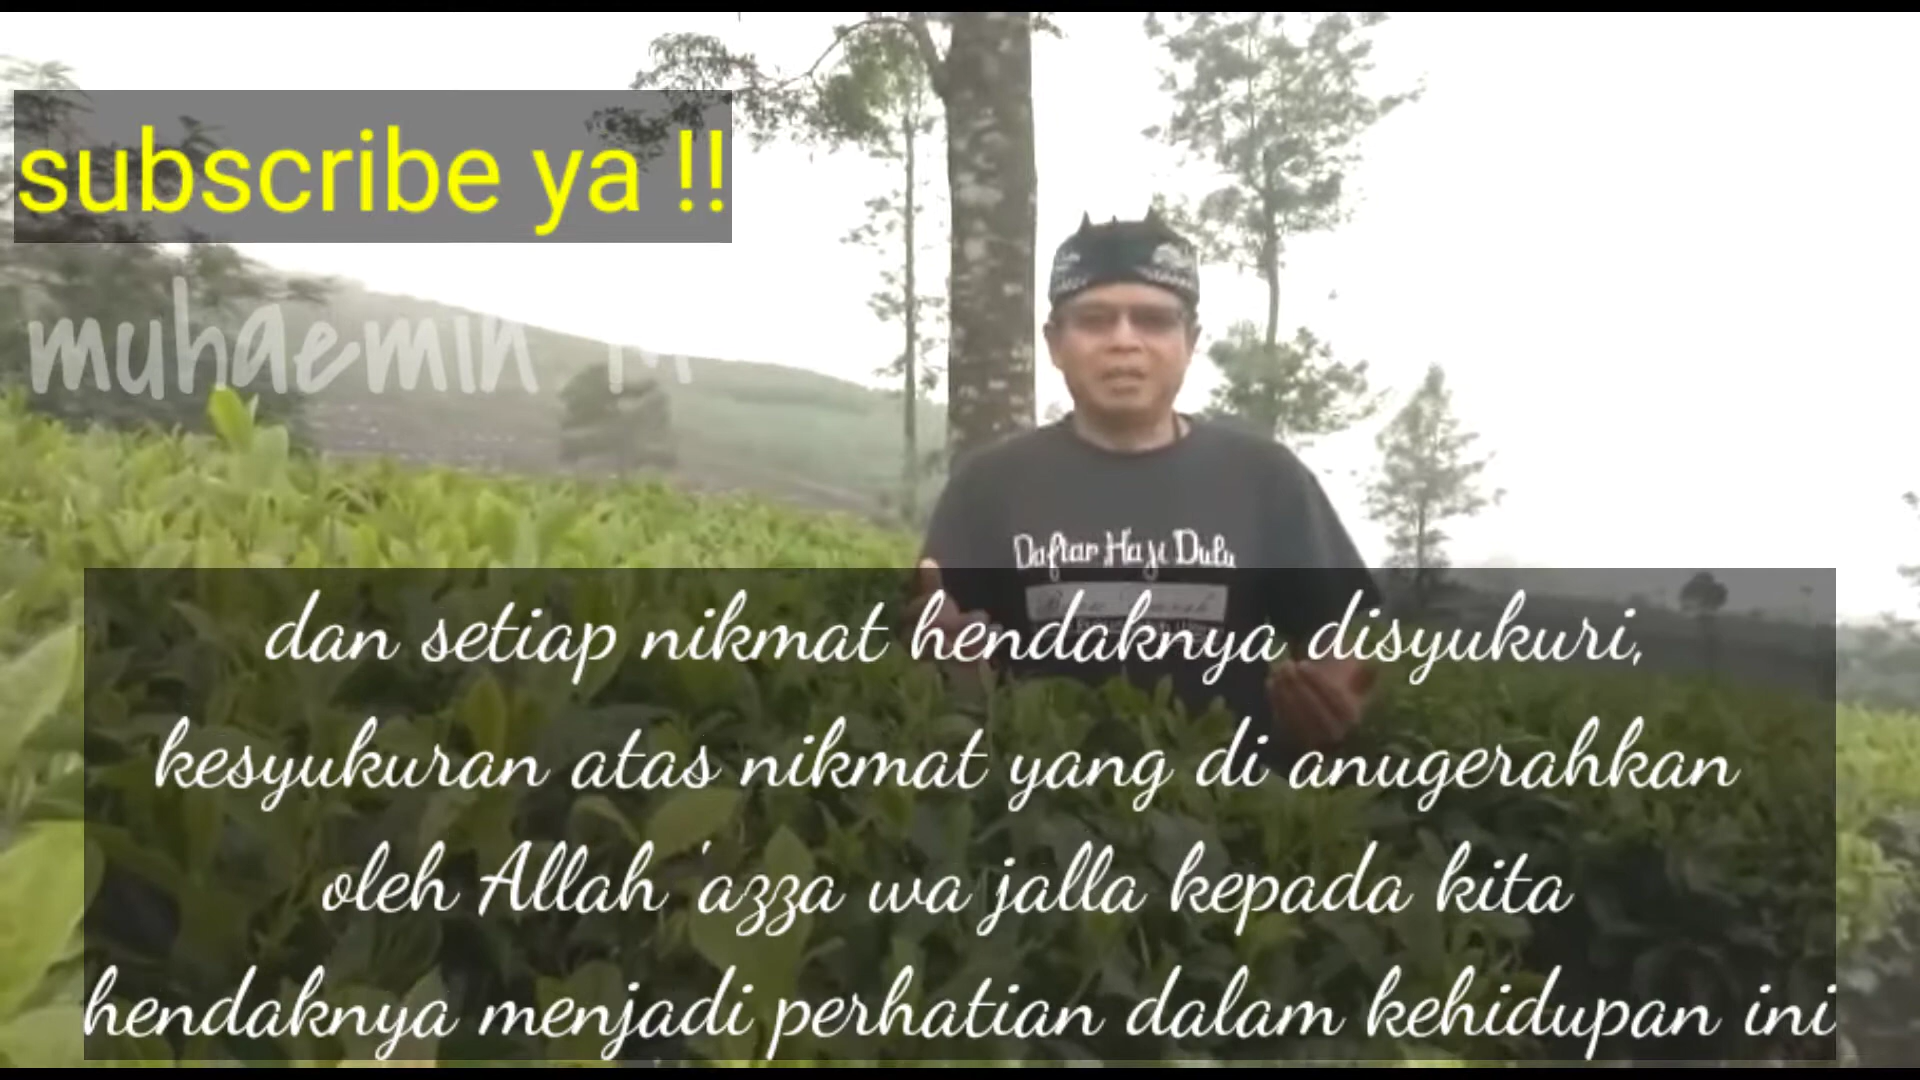 subscribe ya !!
muhaemin
Daftar Haji Dulu
dan setiap nikmat hendaknya disyukuri,
kesyukuran atas nikmat yang di anugerahkan
oleh Allah 'azza wa jalla kepada kita
hendaknya menjadi perhatian dalam kehidupan ini